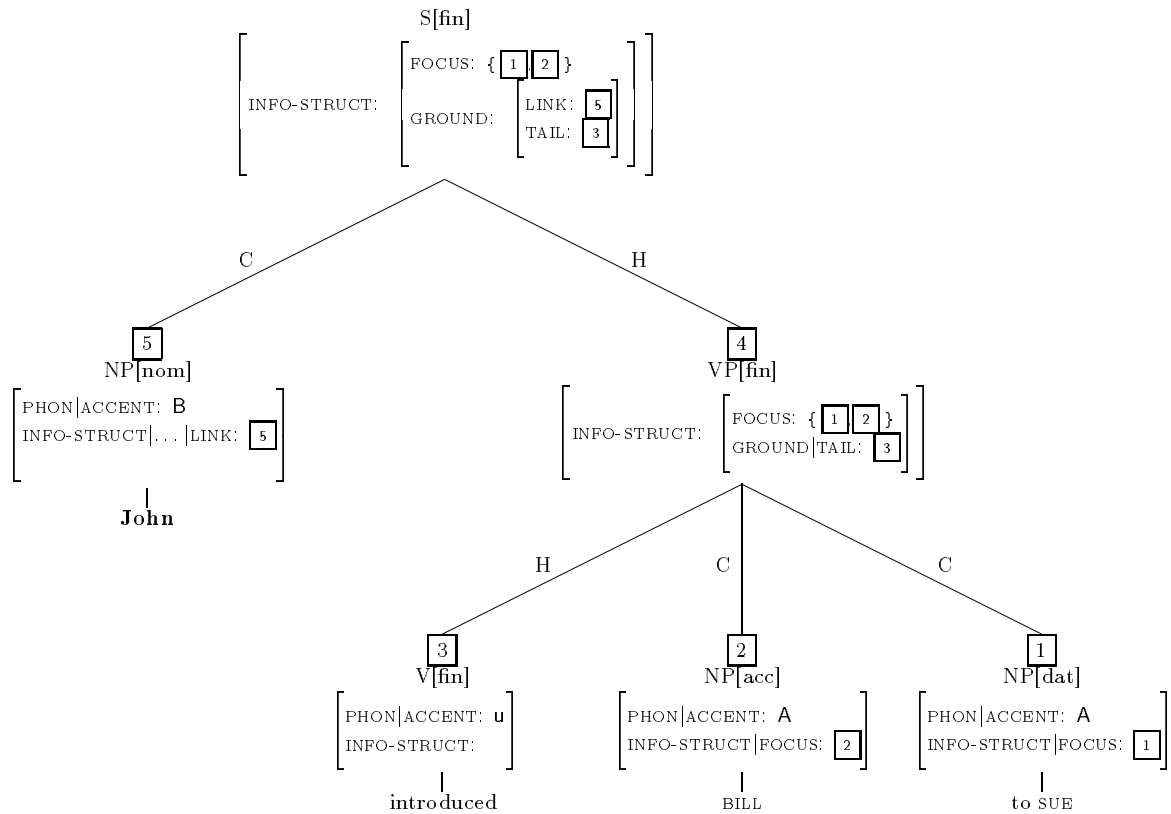 S[fin]
FOCUS: { 1, 2 }
INFO-STRUCT:
GROUND:
LINK: 5
TAIL: 3
C
H
5
4
NP[nom]
VP[fin]
PHON|ACCENT: B
INFO-STRUCT|...|LINK: 5
INFO-STRUCT:
FOCUS: { 1, 2 }
GROUND|TAIL: 3
John
H
C
C
3
2
1
V[fin]
NP[acc]
NP[dat]
PHON|ACCENT: u
INFO-STRUCT:
PHON|ACCENT: A
INFO-STRUCT|FOCUS: 2
PHON|ACCENT: A
INFO-STRUCT|FOCUS: 1
introduced
BILL
to SUE